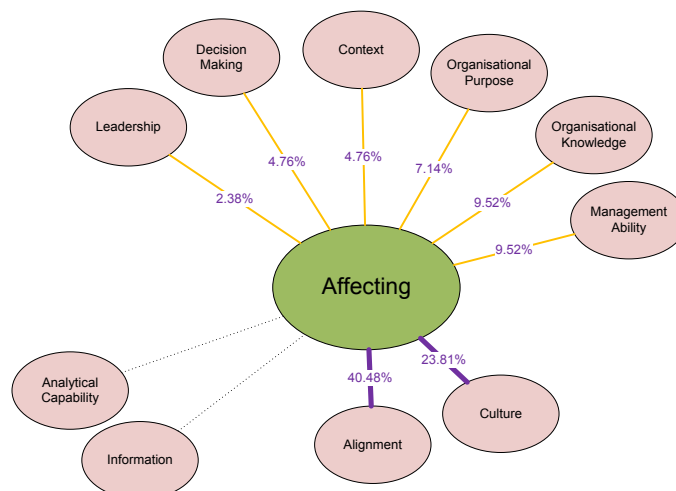 Decision
Making
Context
Organisational
Purpose
Leadership
Organisational
Knowledge
4.76%
4.76%
7.14%
2.38%
9.52%
Management
Ability
9.52%
Affecting
23.81%
40.48%
Analytical
Capability
Culture
Alignment
Information